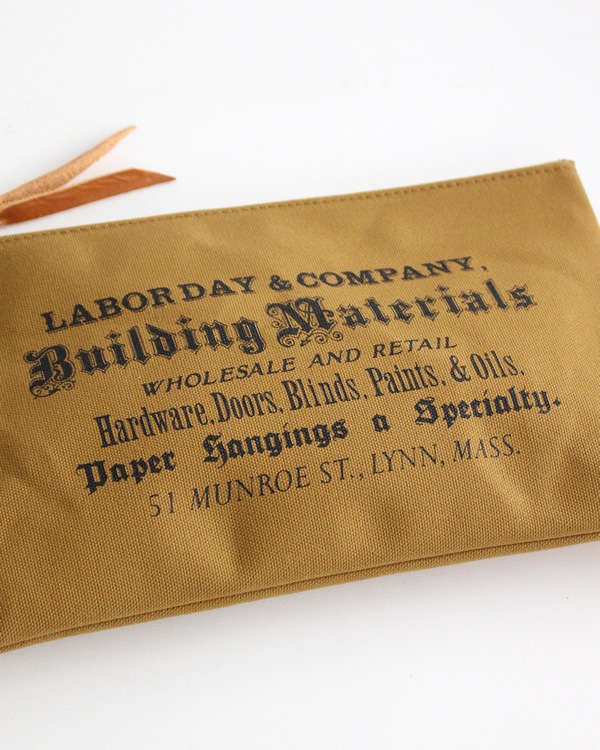 LABOR DAY & COMPANY,
Building Materials
WHOLESALE AND RETAIL
Hardware, Doors, Blinds, Paints, & Oils,
Paper Hangings a Specialty.
51 MUNROE ST., LYNN, MASS.